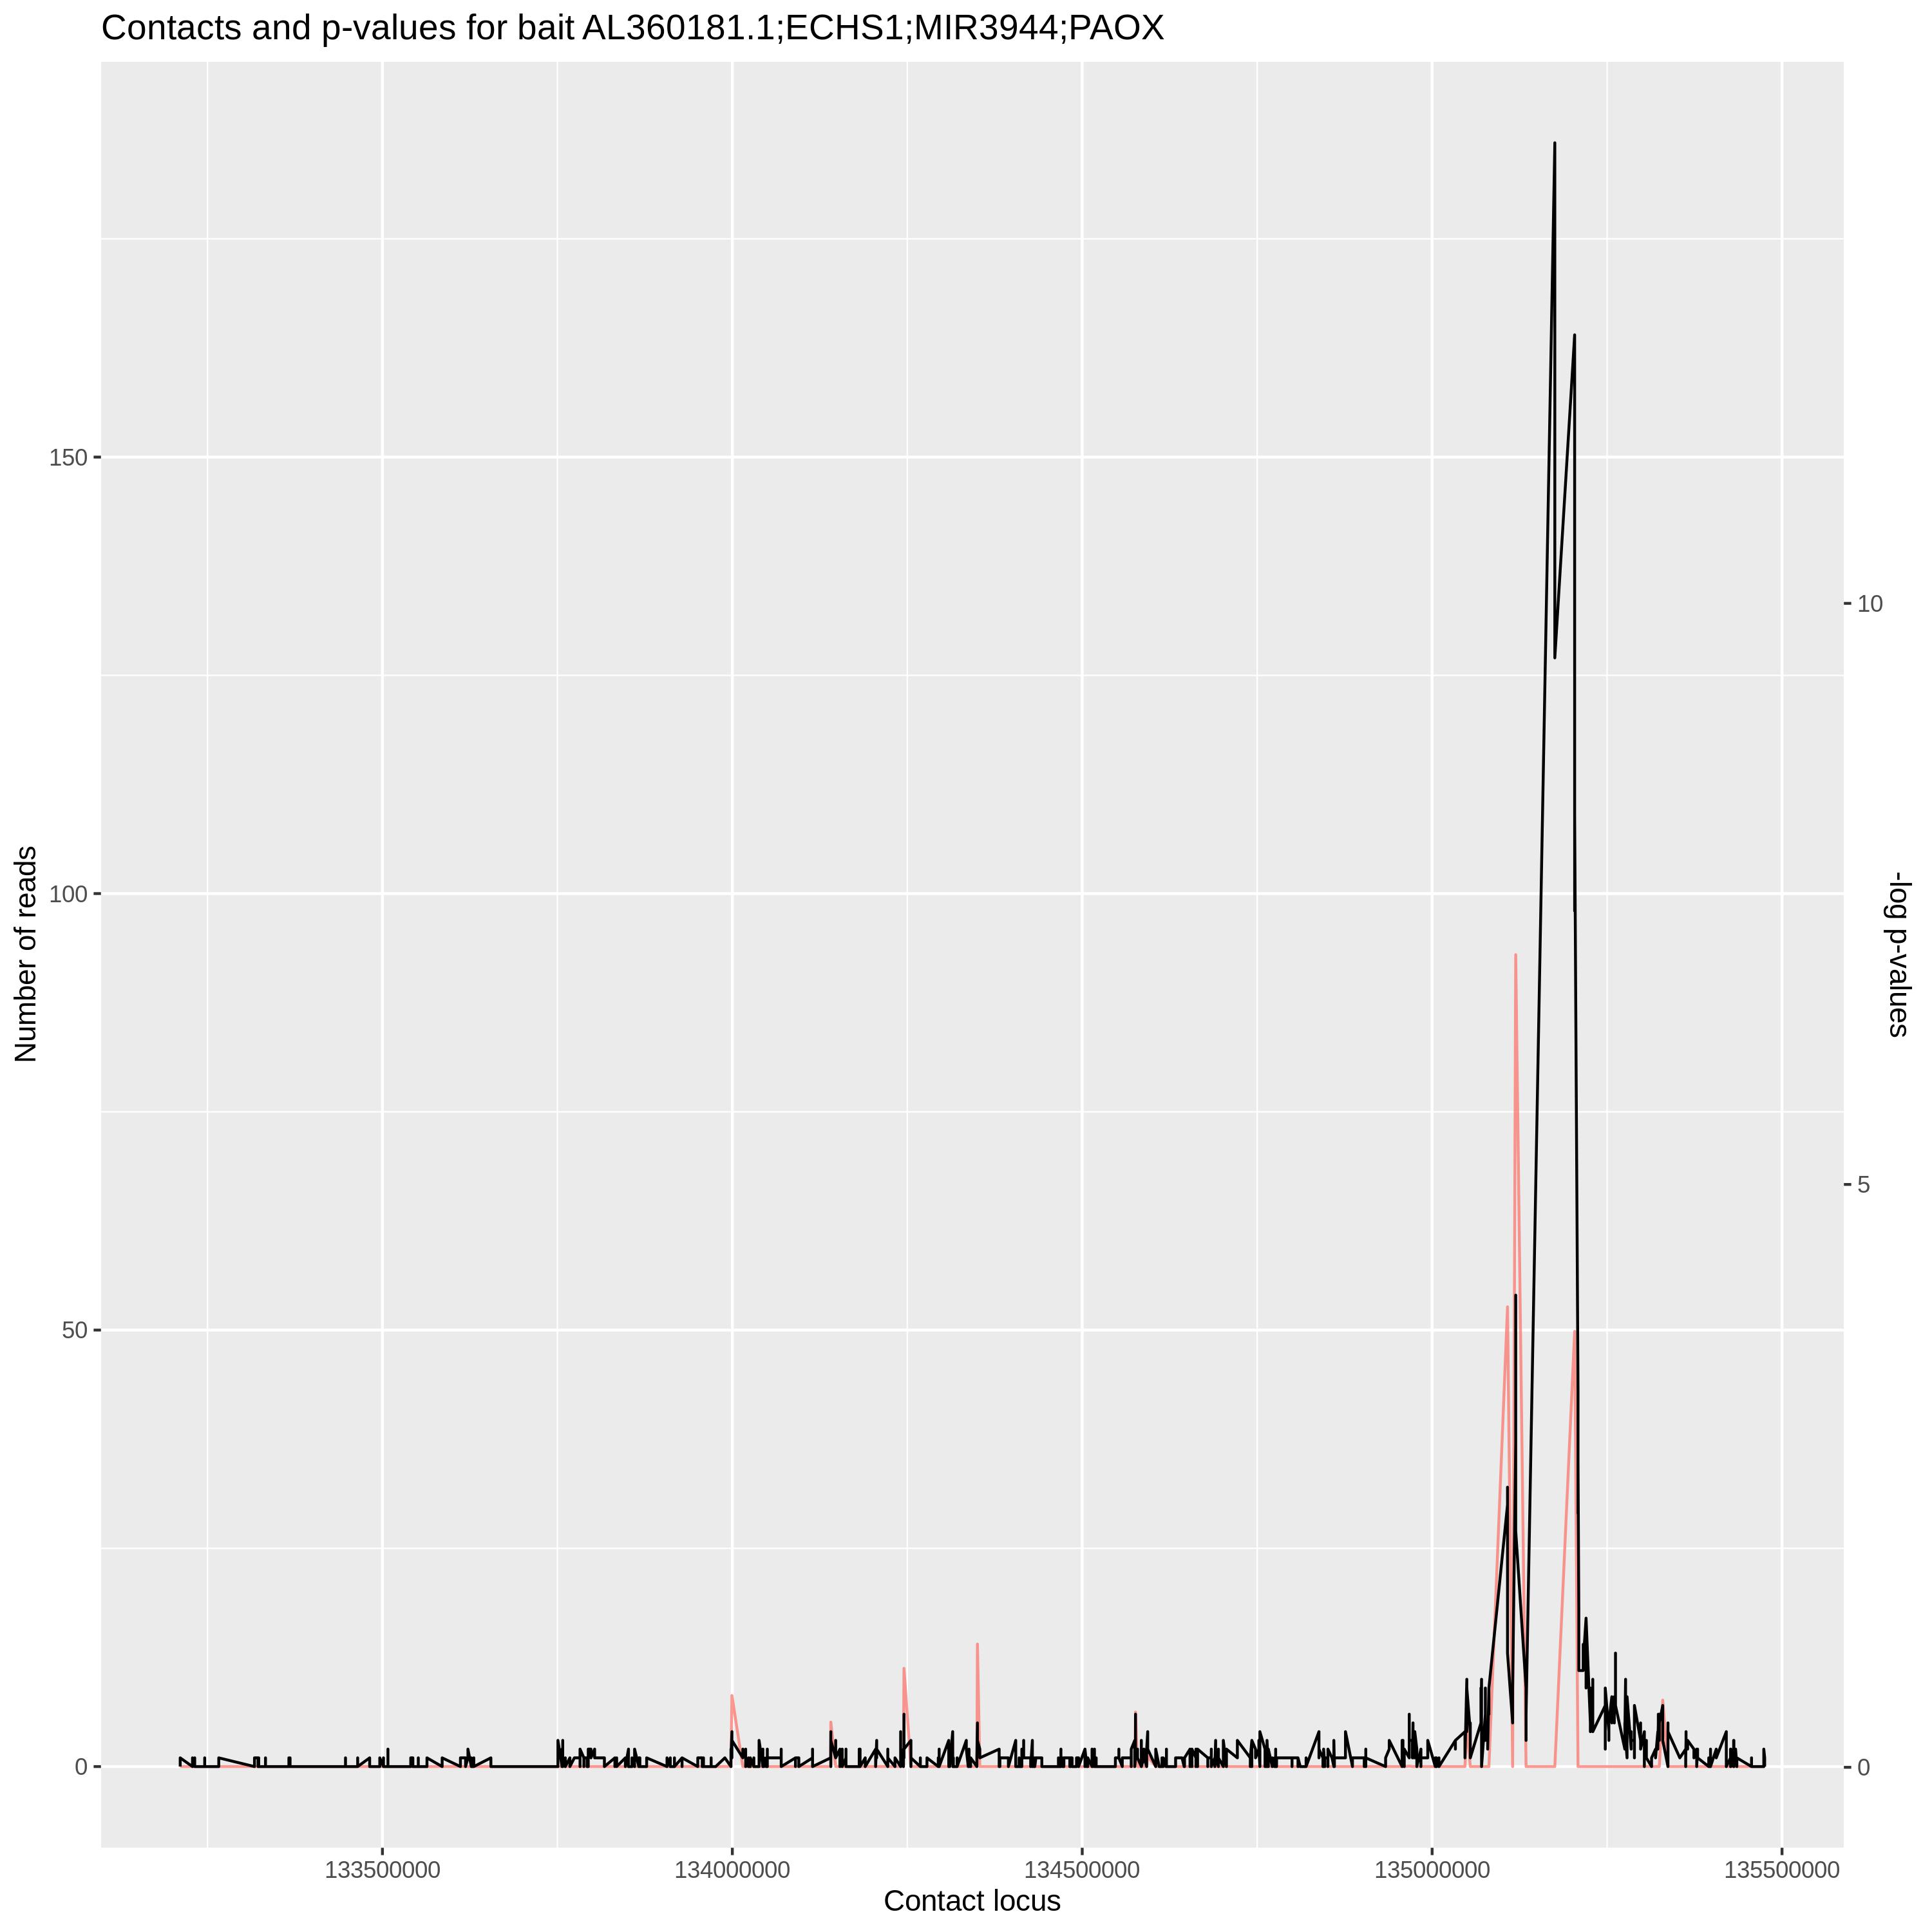 Contacts and p-values for bait AL360181.1;ECHS1;MIR3944;PAOX
150
100
50
0
Number of reads
10
5
0
-log p-values
133500000 134000000 134500000 135000000 135500000
Contact locus